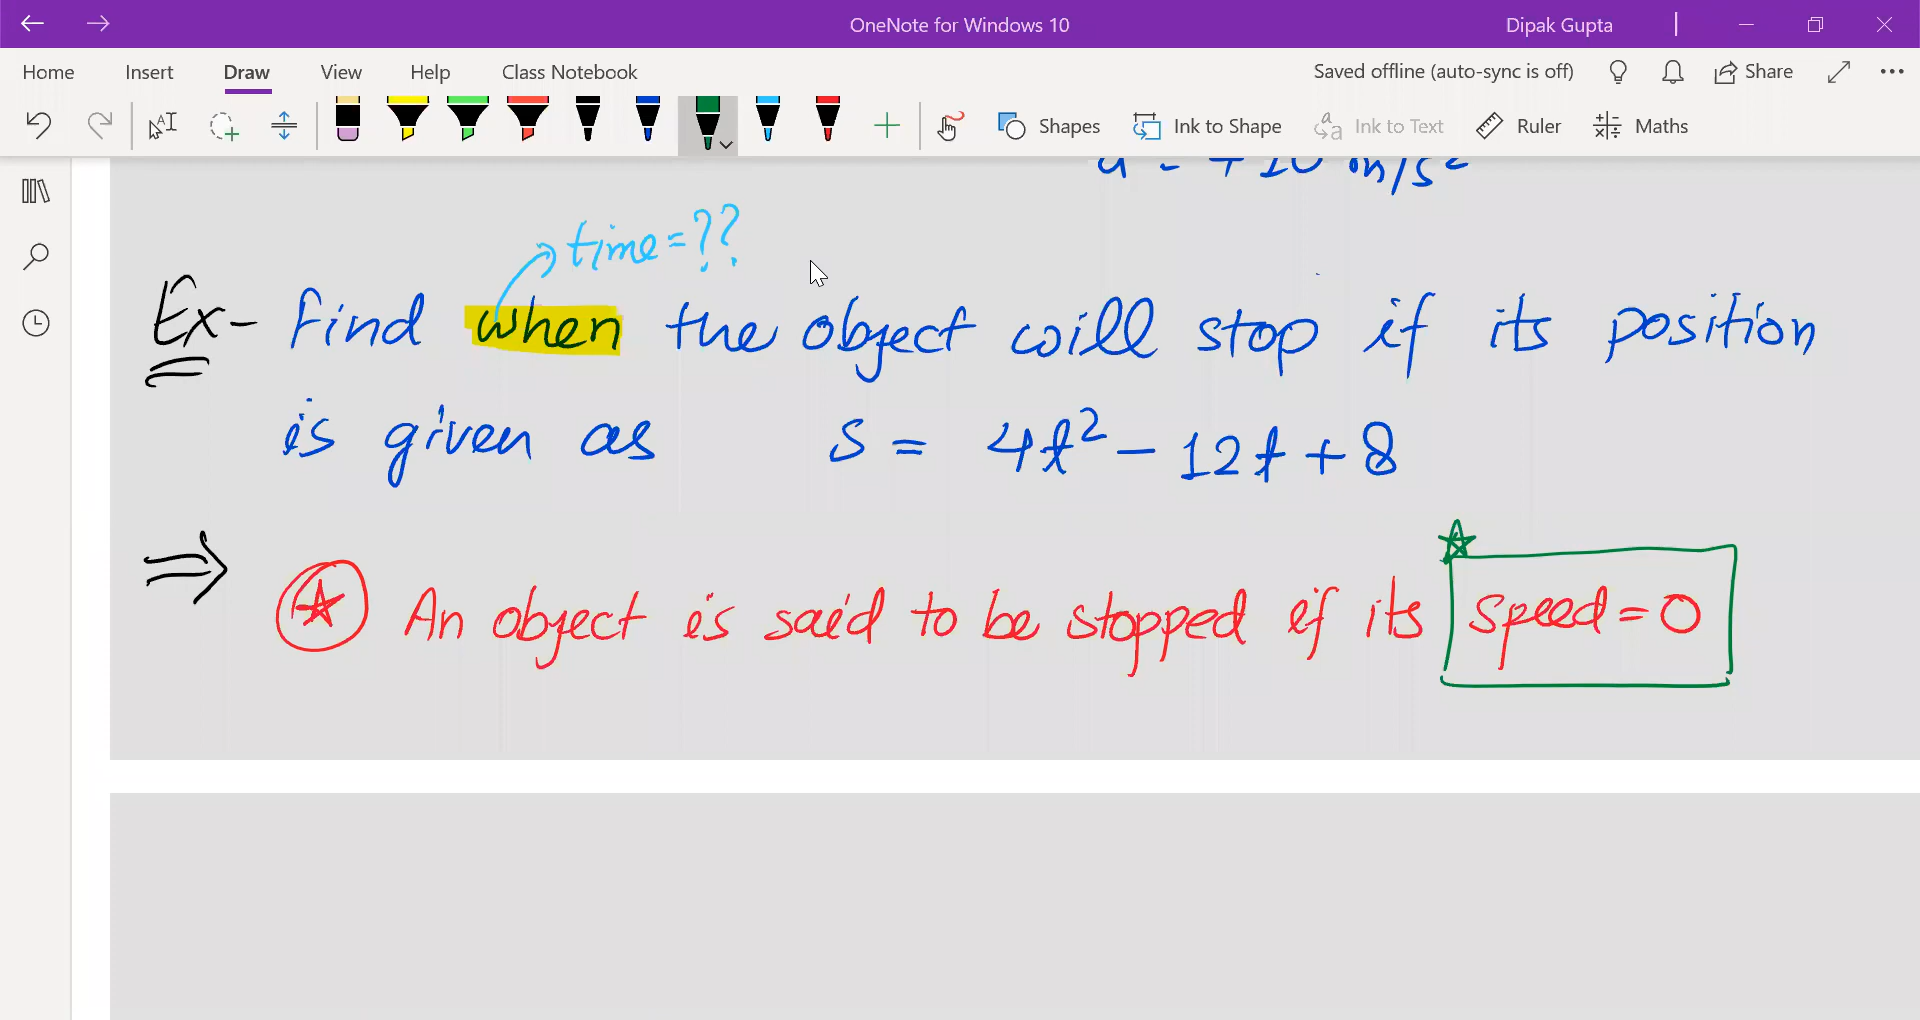 OneNote for Windows 10
Dipak Gupta
Home Insert Draw View Help Class Notebook
Saved offline (auto-sync is off) Share
Shapes Ink to Shape Ink to Text Ruler Maths
a = +10 m/s²
time = ??
Ex- Find when the object will stop if its position
is given as s = 4t² - 12t + 8
⇒ ☆ An object is said to be stopped if its speed = 0